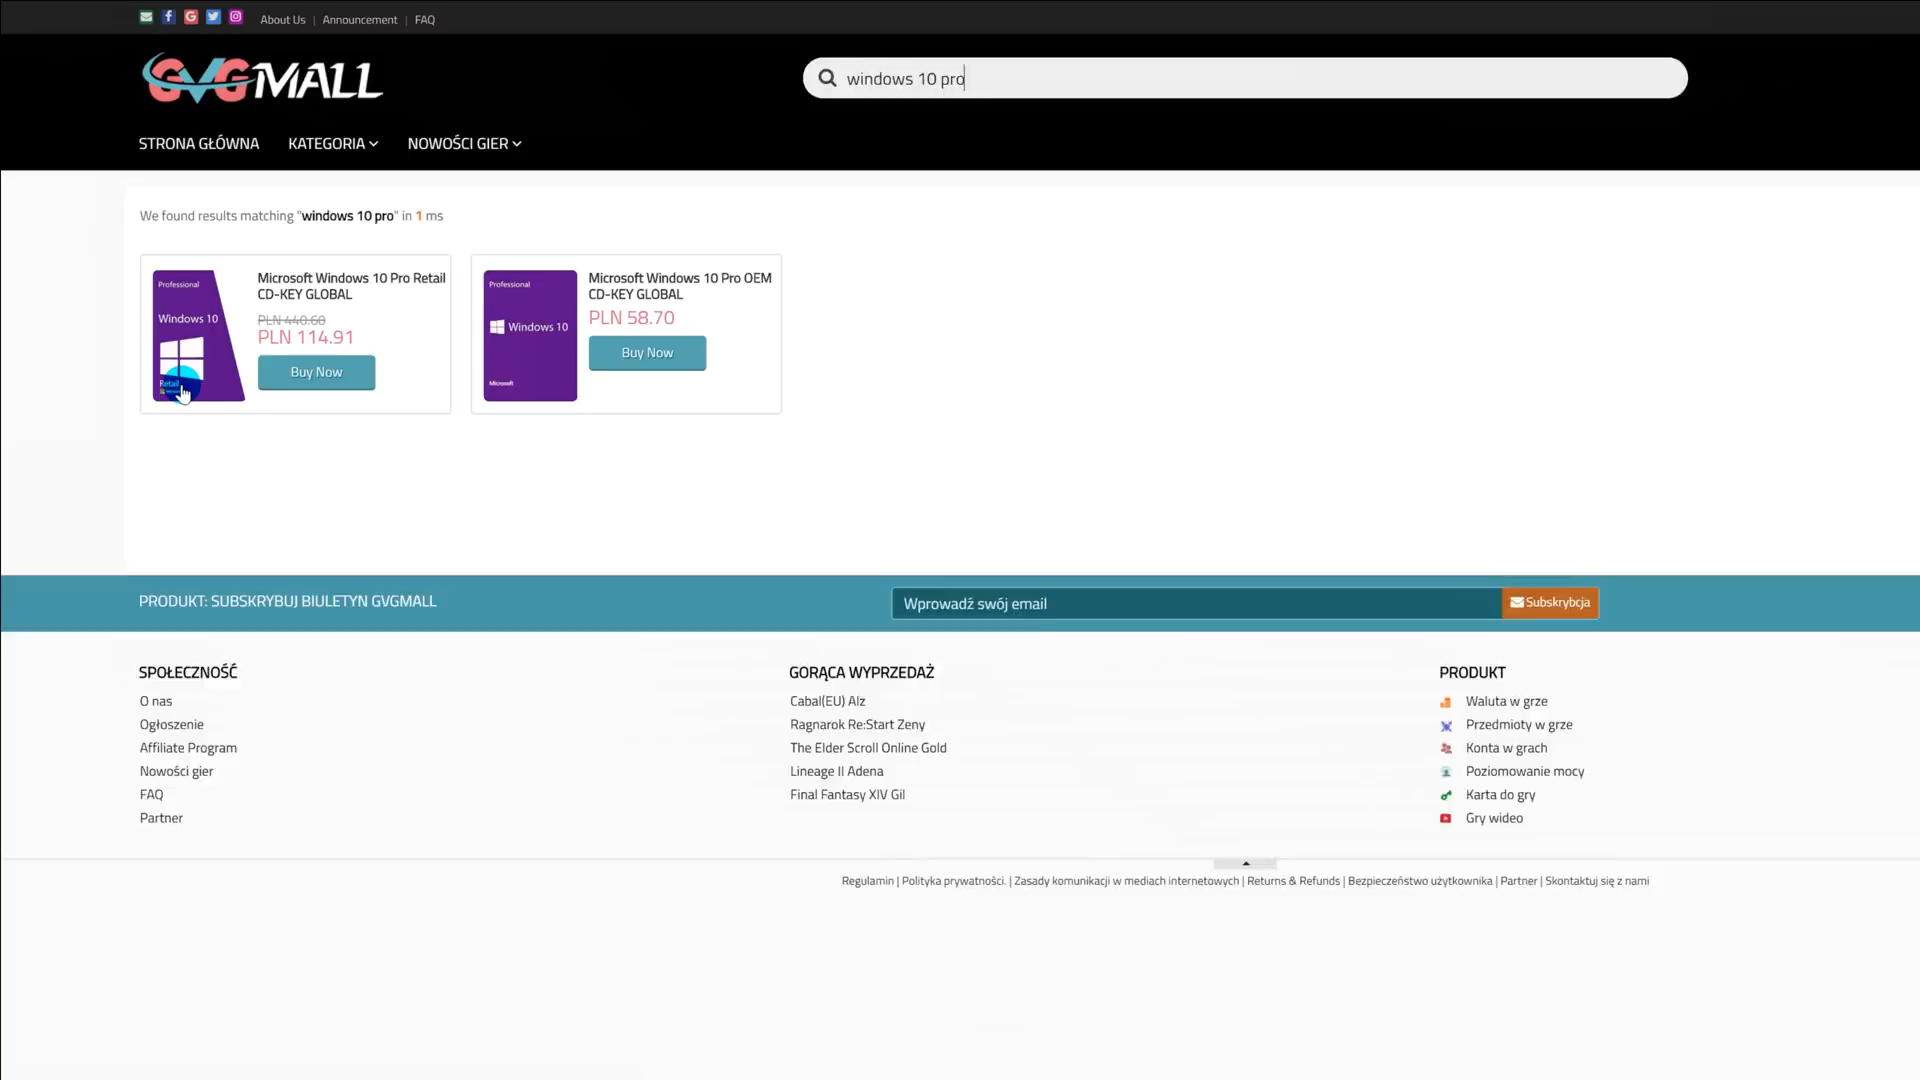 About Us | Announcement | FAQ
GVGMALL
windows 10 pro
STRONA GŁÓWNA KATEGORIA NOWOŚCI GIER
We found results matching "windows 10 pro" in 1 ms
Professional
Windows 10
Retail
Microsoft Windows 10 Pro Retail
CD-KEY GLOBAL
PLN 440.60
PLN 114.91
Buy Now
Professional
Windows 10
Microsoft
Microsoft Windows 10 Pro OEM
CD-KEY GLOBAL
PLN 58.70
Buy Now
PRODUKT: SUBSKRYBUJ BIULETYN GVGMALL
Wprowadź swój email
Subskrybcja
SPOŁECZNOŚĆ
O nas
Ogłoszenie
Affiliate Program
Nowości gier
FAQ
Partner
GORĄCA WYPRZEDAŻ
Cabal(EU) Alz
Ragnarok Re:Start Zeny
The Elder Scroll Online Gold
Lineage II Adena
Final Fantasy XIV Gil
PRODUKT
Waluta w grze
Przedmioty w grze
Konta w grach
Poziomowanie mocy
Karta do gry
Gry wideo
Regulamin | Polityka prywatności. | Zasady komunikacji w mediach internetowych | Returns & Refunds | Bezpieczeństwo użytkownika | Partner | Skontaktuj się z nami